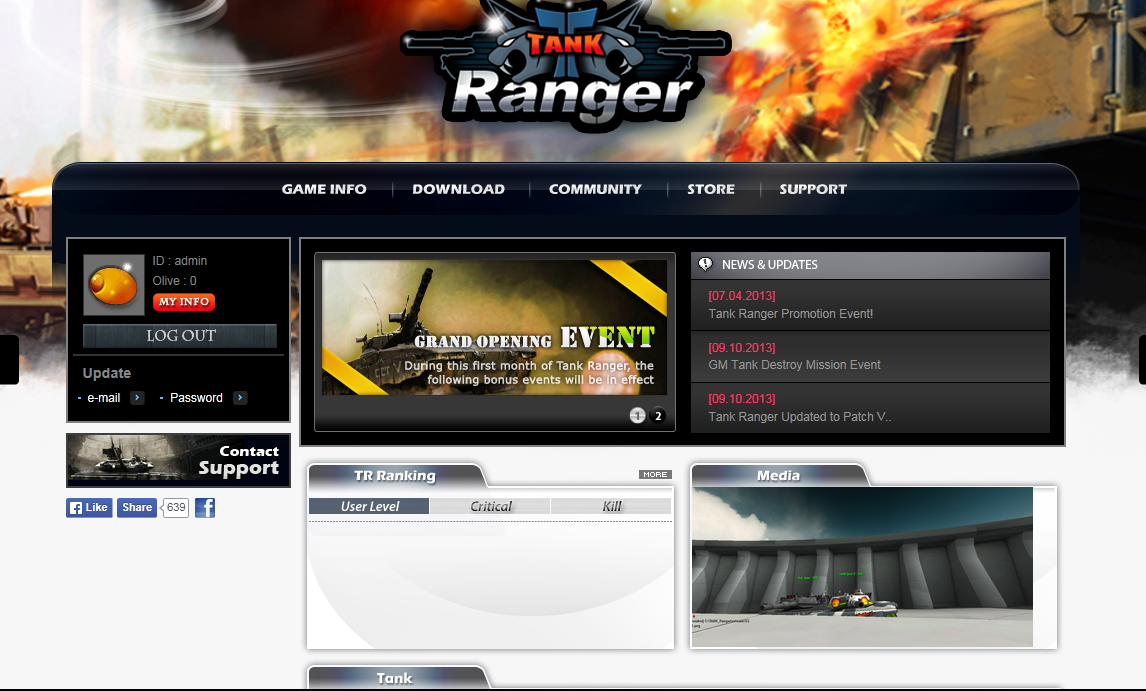 TANK
Ranger
GAME INFO
DOWNLOAD
COMMUNITY
STORE
SUPPORT
ID : admin
Olive : 0
MY INFO
LOG OUT
Update
e-mail
Password
Contact
Support
Like
Share
639
GRAND OPENING EVENT
During this first month of Tank Ranger, the
following bonus events will be in effect
1 2
NEWS & UPDATES
[07.04.2013]
Tank Ranger Promotion Event!
[09.10.2013]
GM Tank Destroy Mission Event
[09.10.2013]
Tank Ranger Updated to Patch V..
TR Ranking
MORE
User Level
Critical
Kill
Media
Tank